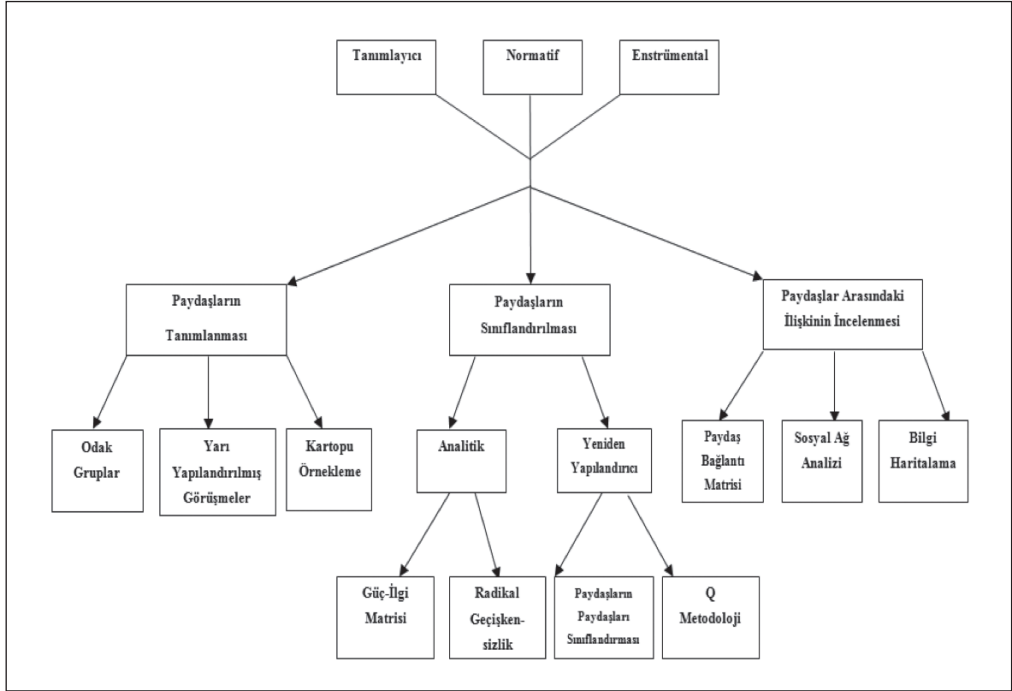 Tanımlayıcı
Normatif
Enstrümental
Paydaşların
Tanımlanması
Paydaşların
Sınıflandırılması
Paydaşlar Arasındaki
İlişkinin İncelenmesi
Odak
Gruplar
Yarı
Yapılandırılmış
Görüşmeler
Kartopu
Örnekleme
Analitik
Yeniden
Yapılandırıcı
Paydaş
Bağlantı
Matrisi
Sosyal Ağ
Analizi
Bilgi
Haritalama
Güç-İlgi
Matrisi
Radikal
Geçişken-
sizlik
Paydaşların
Paydaşları
Sınıflandırması
Q
Metodoloji